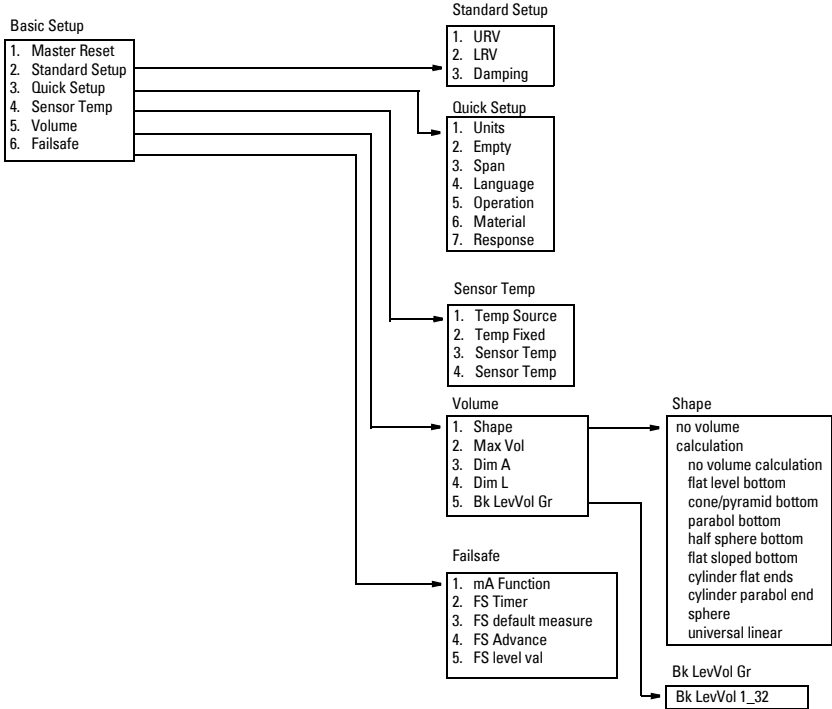 Basic Setup
1. Master Reset
2. Standard Setup
3. Quick Setup
4. Sensor Temp
5. Volume
6. Failsafe
Standard Setup
1. URV
2. LRV
3. Damping
Quick Setup
1. Units
2. Empty
3. Span
4. Language
5. Operation
6. Material
7. Response
Sensor Temp
1. Temp Source
2. Temp Fixed
3. Sensor Temp
4. Sensor Temp
Volume
1. Shape
2. Max Vol
3. Dim A
4. Dim L
5. Bk LevVol Gr
Shape
no volume
calculation
no volume calculation
flat level bottom
cone/pyramid bottom
parabol bottom
half sphere bottom
flat sloped bottom
cylinder flat ends
cylinder parabol end
sphere
universal linear
Failsafe
1. mA Function
2. FS Timer
3. FS default measure
4. FS Advance
5. FS level val
Bk LevVol Gr
Bk LevVol 1_32